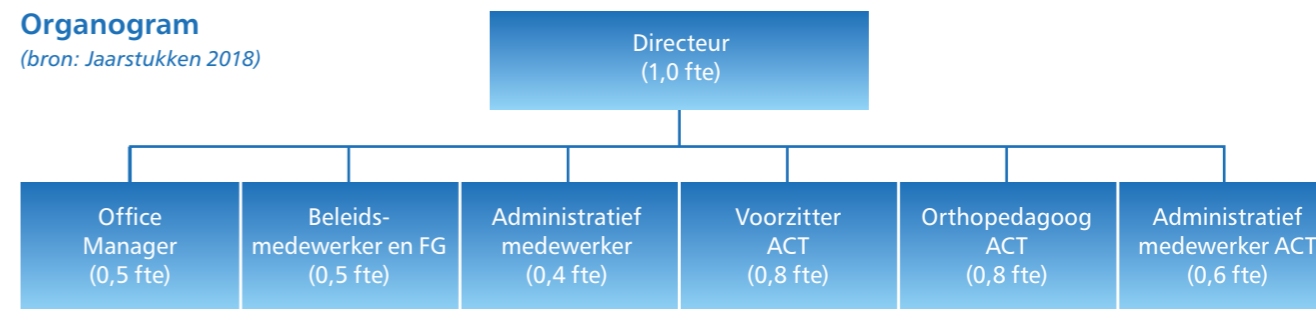 Organogram
(bron: Jaarstukken 2018)
Directeur
(1,0 fte)
Office
Manager
(0,5 fte)
Beleids-
medewerker en FG
(0,5 fte)
Administratief
medewerker
(0,4 fte)
Voorzitter
ACT
(0,8 fte)
Orthopedagoog
ACT
(0,8 fte)
Administratief
medewerker ACT
(0,6 fte)